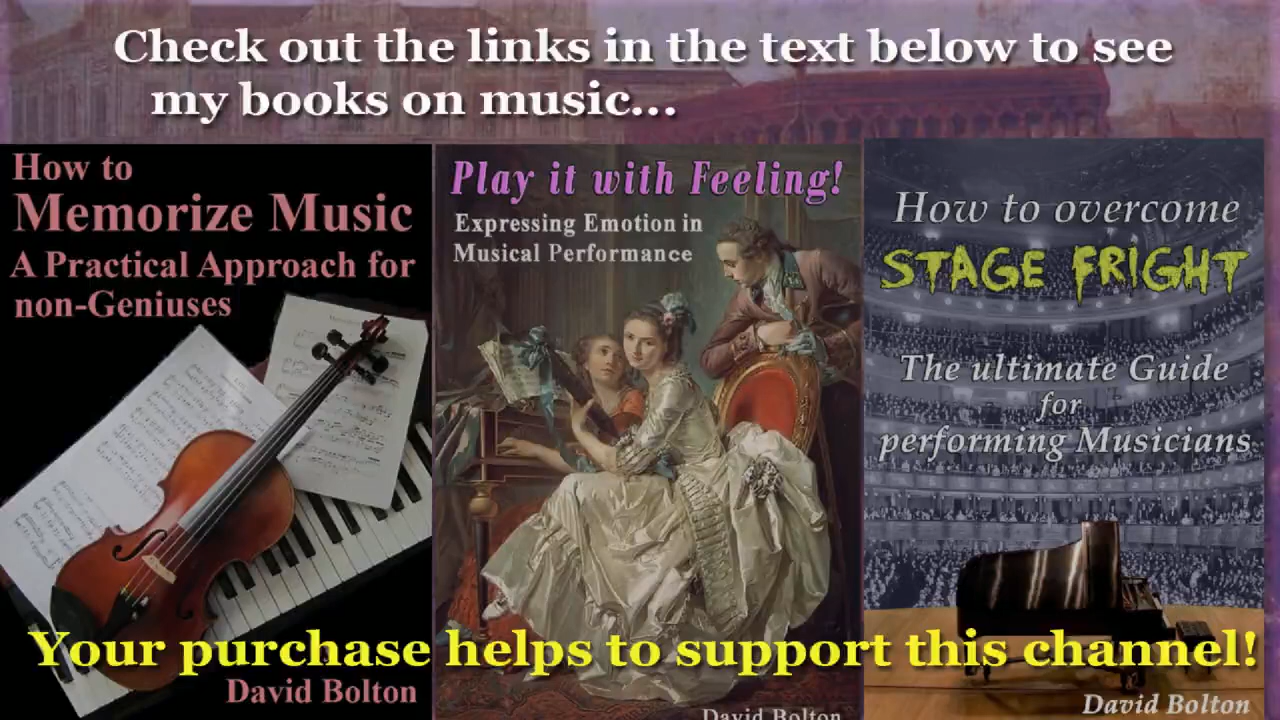 Check out the links in the text below to see
my books on music...
How to
Memorize Music
A Practical Approach for
non-Geniuses
David Bolton
Play it with Feeling!
Expressing Emotion in
Musical Performance
David Bolton
How to overcome
STAGE FRIGHT
The ultimate Guide
for
performing Musicians
David Bolton
Your purchase helps to support this channel!